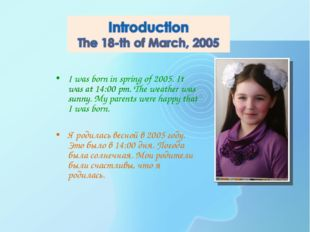 Introduction
The 18-th of March, 2005
• I was born in spring of 2005. It
was at 14:00 pm. The weather was
sunny. My parents were happy that
I was born.
• Я родилась весной в 2005 году.
Это было в 14:00 дня. Погода
была солнечная. Мои родители
были счастливы, что я
родилась.